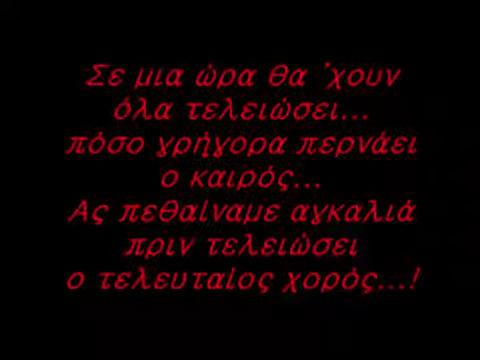 Σε μια ώρα θα 'χουν
όλα τελειώσει...
πόσο γρήγορα περνάει
ο καιρός...
Ας πεθαίναμε αγκαλιά
πριν τελειώσει
ο τελευταίος χορός...!